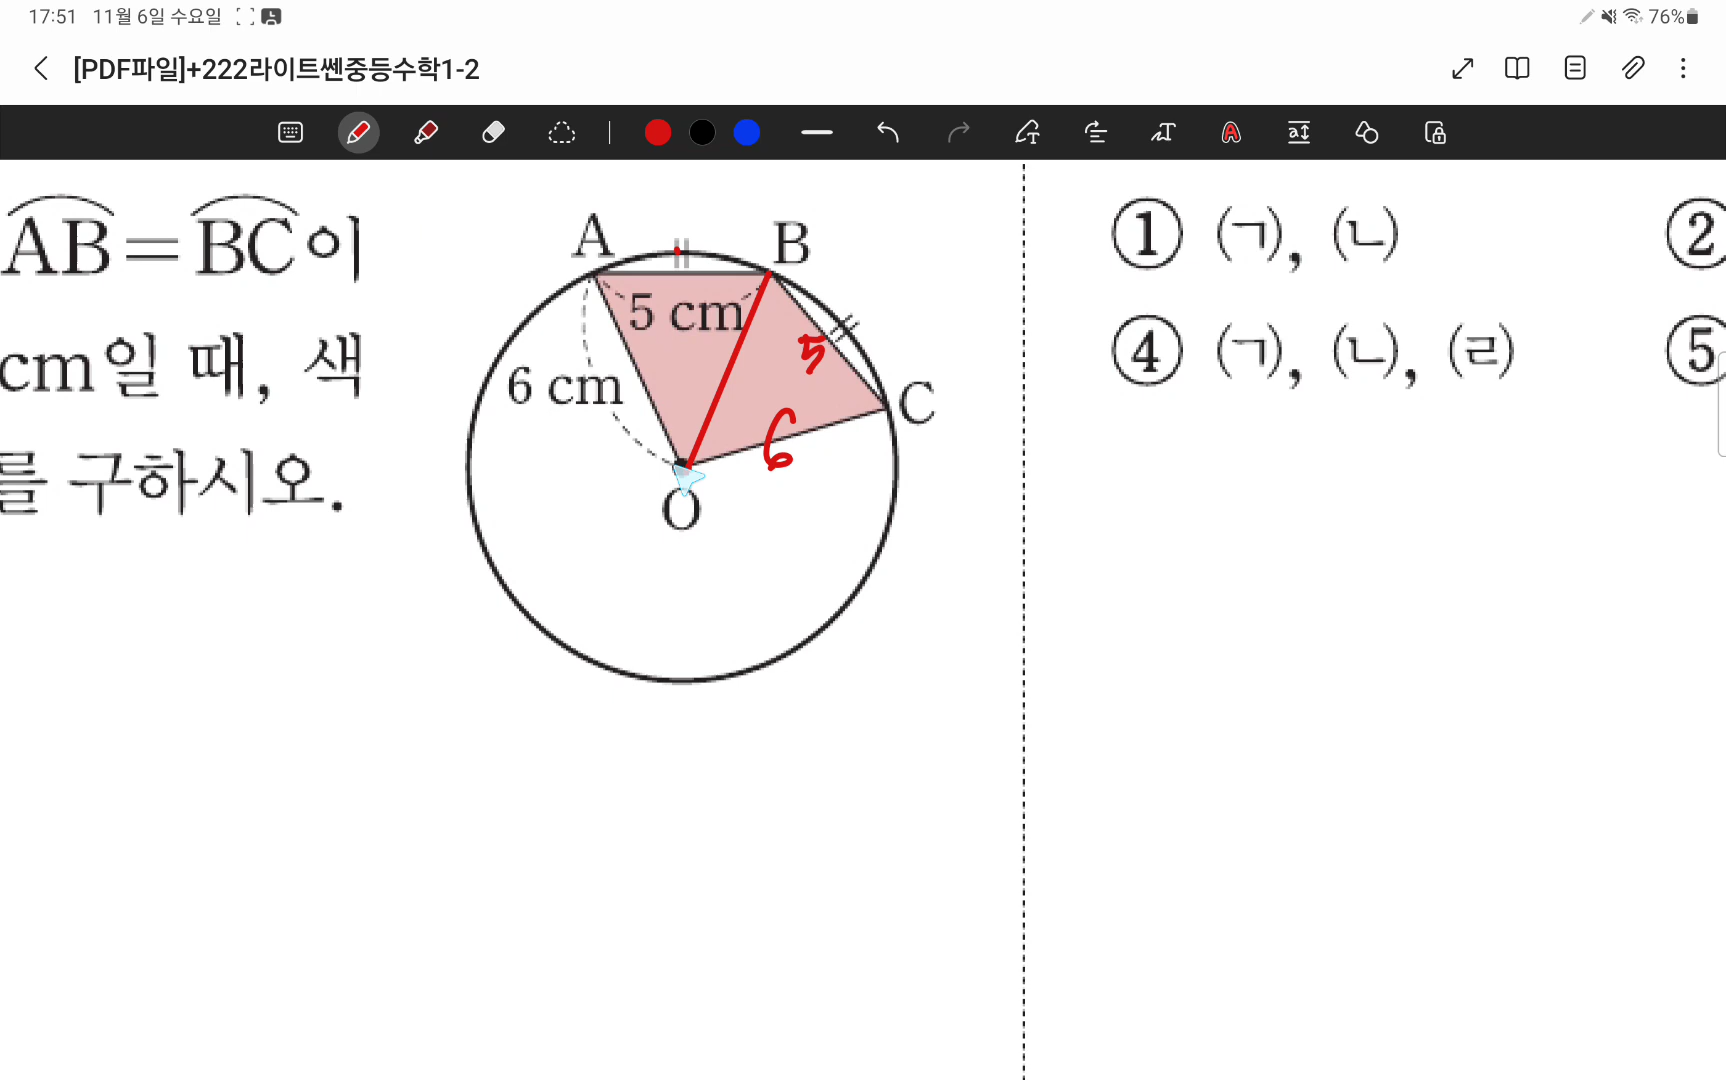 17:51 11월 6일 수요일
76%
[PDF파일]+222라이트쎈중등수학1-2
AB=BC이
cm일 때, 색
를 구하시오.
A
B
5 cm
5
6 cm
C
6
O
① (ㄱ), (ㄴ)
②
④ (ㄱ), (ㄴ), (ㄹ)
⑤